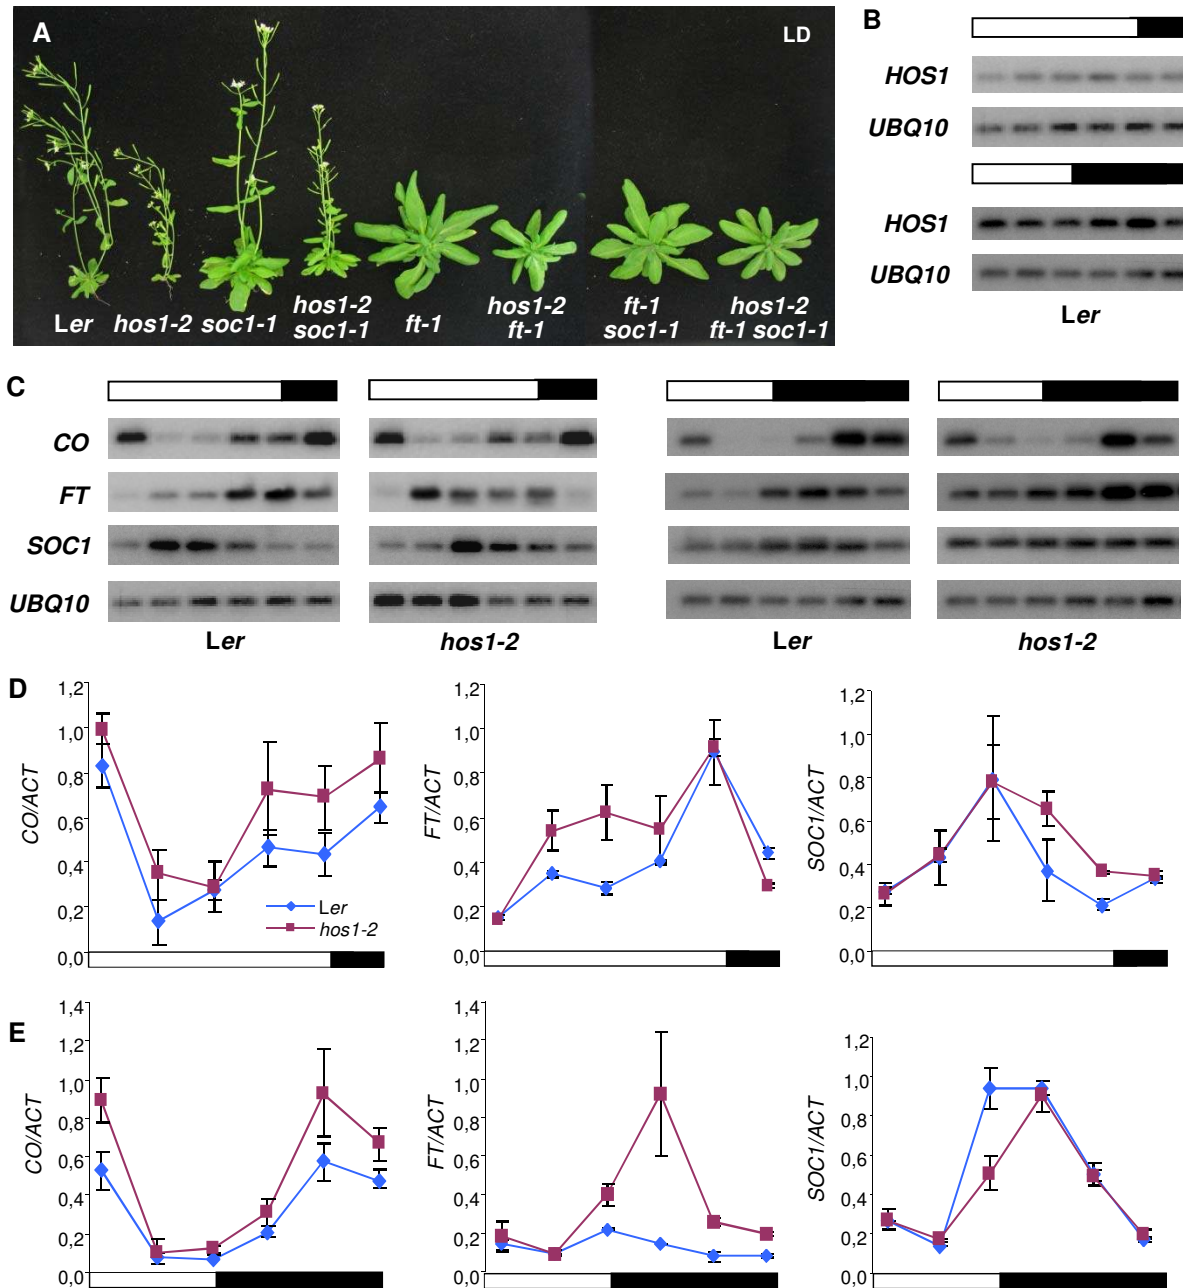 A
LD
Ler
hos1-2
soc1-1
hos1-2
soc1-1
ft-1
hos1-2
ft-1
ft-1
soc1-1
hos1-2
ft-1 soc1-1
B
HOS1
UBQ10
HOS1
UBQ10
Ler
C
CO
FT
SOC1
UBQ10
Ler
hos1-2
Ler
hos1-2
D
CO/ACT
1,2
1,0
0,8
0,6
0,4
0,2
0,0
Ler
hos1-2
FT/ACT
1,2
1,0
0,8
0,6
0,4
0,2
0,0
SOC1/ACT
1,2
1,0
0,8
0,6
0,4
0,2
0,0
E
CO/ACT
1,4
1,2
1,0
0,8
0,6
0,4
0,2
0,0
FT/ACT
1,4
1,2
1,0
0,8
0,6
0,4
0,2
0,0
SOC1/ACT
1,2
1,0
0,8
0,6
0,4
0,2
0,0